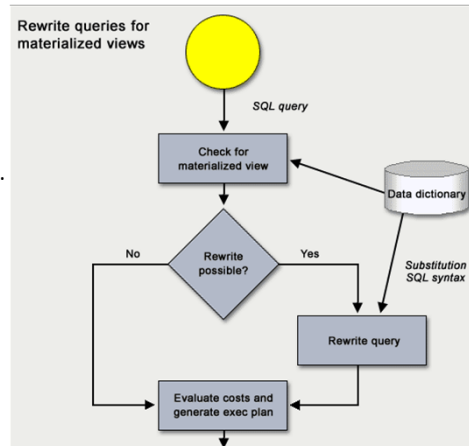 Rewrite queries for
materialized views
SQL query
Check for
materialized view
Data dictionary
No
Rewrite
possible?
Yes
Substitution
SQL syntax
Rewrite query
Evaluate costs and
generate exec plan